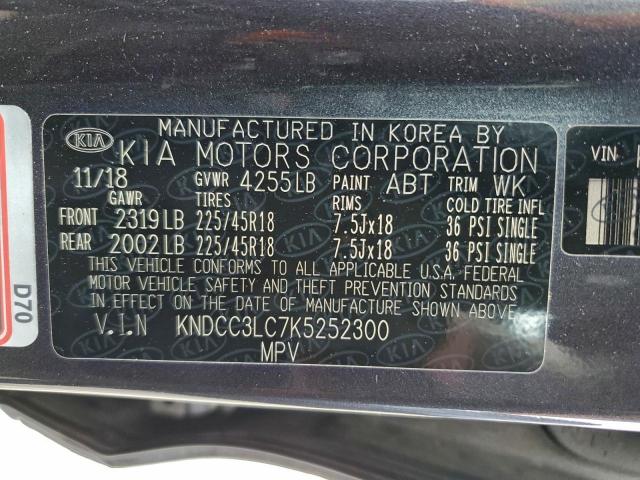 KIA
MANUFACTURED IN KOREA BY
KIA MOTORS CORPORATION
11/18 GVWR 4255LB PAINT ABT TRIM WK
GAWR TIRES RIMS COLD TIRE INFL
FRONT 2319LB 225/45R18 7.5Jx18 36 PSI SINGLE
REAR 2002LB 225/45R18 7.5Jx18 36 PSI SINGLE
THIS VEHICLE CONFORMS TO ALL APPLICABLE U.S.A. FEDERAL
MOTOR VEHICLE SAFETY AND THEFT PREVENTION STANDARDS
IN EFFECT ON THE DATE OF MANUFACTURE SHOWN ABOVE.
V.I.N KNDCC3LC7K5252300
MPV
D70
VIN